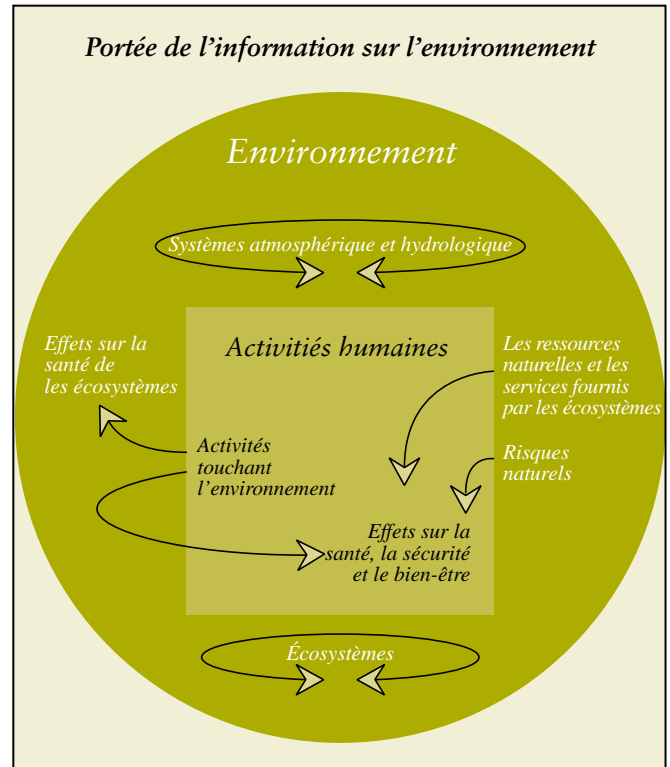 Portée de l'information sur l'environnement
Environnement
Systèmes atmosphérique et hydrologique
Effets sur la
santé de
les écosystèmes
Activitiés humaines
Les ressources
naturelles et les
services fournis
par les écosystèmes
Activités
touchant
l'environnement
Risques
naturels
Effets sur la
santé, la sécurité
et le bien-être
Écosystèmes